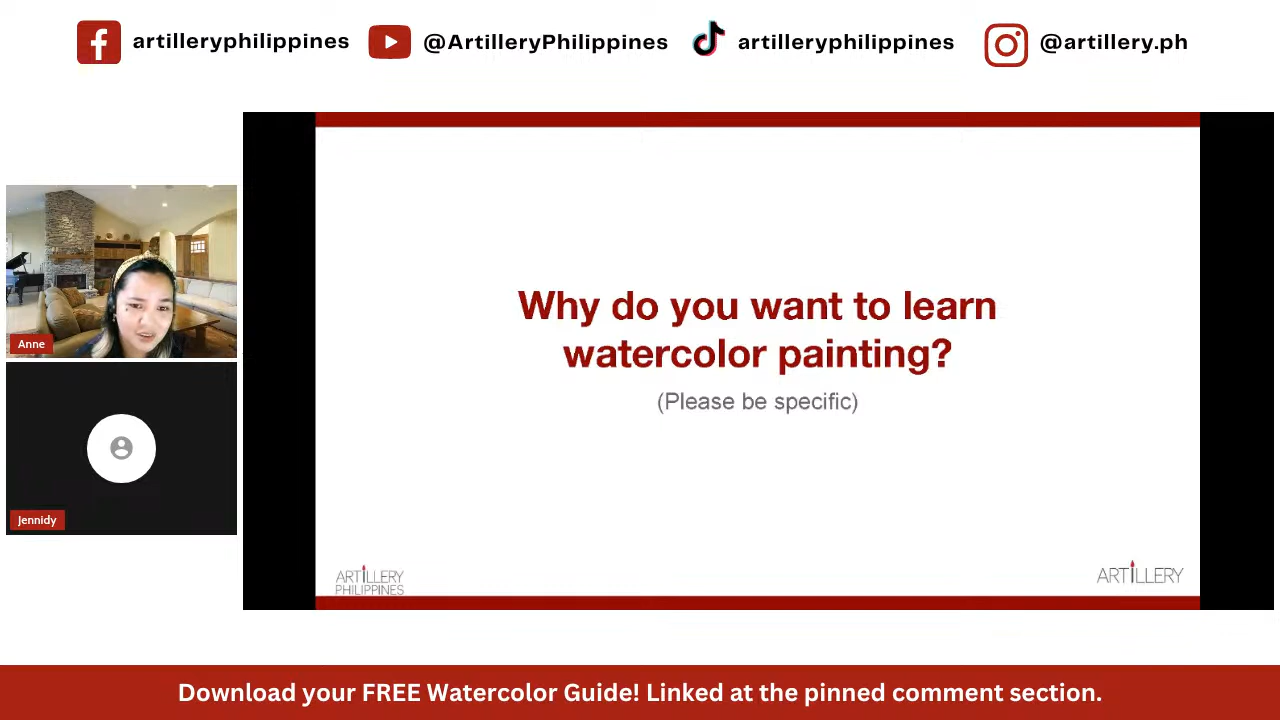 artilleryphilippines
@ArtilleryPhilippines
artilleryphilippines
@artillery.ph
Anne
Jennidy
Why do you want to learn
watercolor painting?
(Please be specific)
ARTILLERY
PHILIPPINES
ARTILLERY
Download your FREE Watercolor Guide! Linked at the pinned comment section.